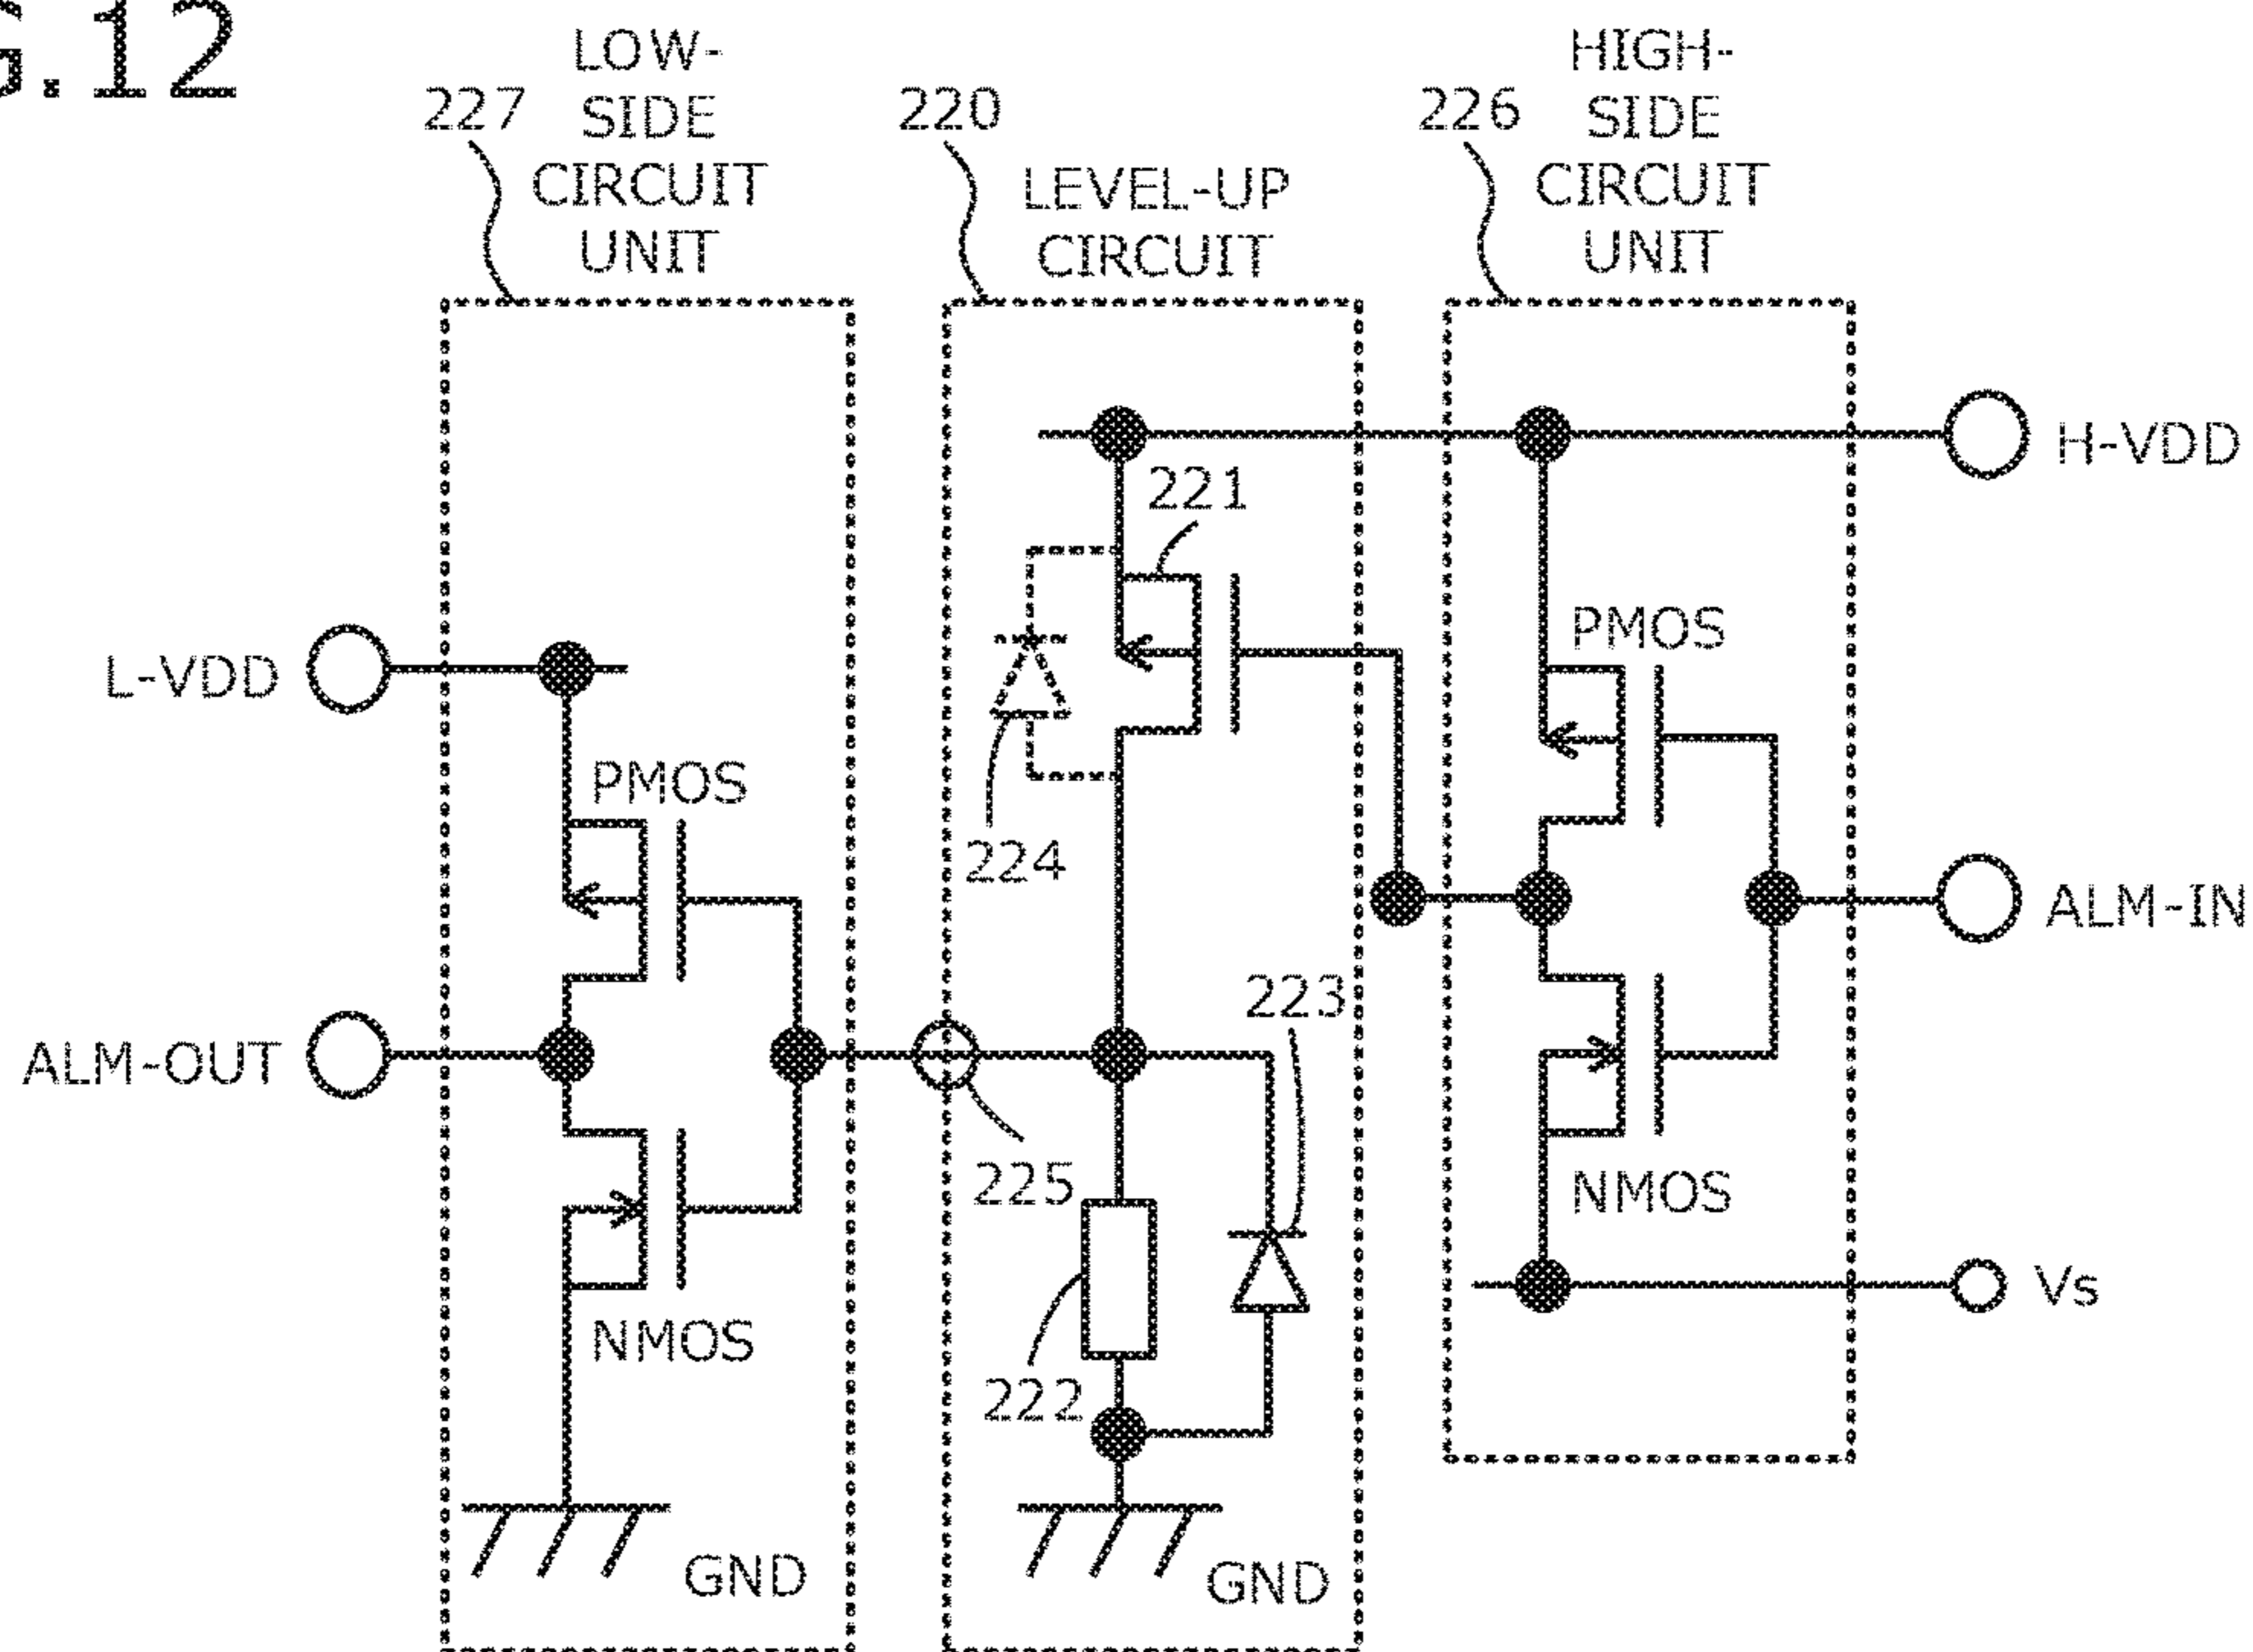 G.12
227
LOW-
SIDE
CIRCUIT
UNIT
220
LEVEL-UP
CIRCUIT
226
HIGH-
SIDE
CIRCUIT
UNIT
H-VDD
221
PMOS
L-VDD
PMOS
224
ALM-IN
223
ALM-OUT
225
NMOS
Vs
NMOS
222
GND
GND